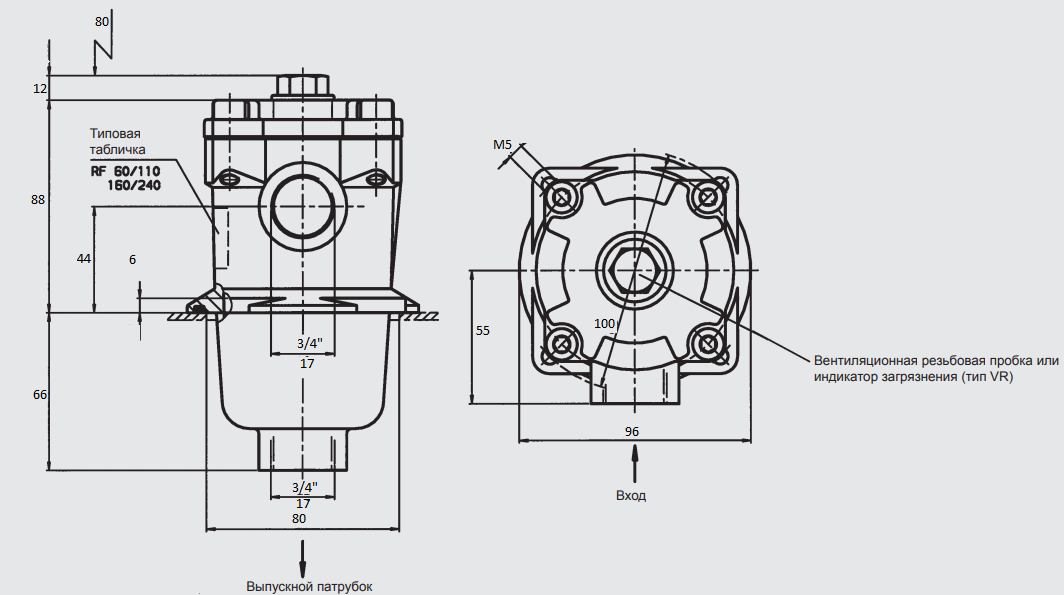 80
12
Типовая
табличка
RF 60/110
160/240
88
44
6
3/4"
17
66
3/4"
17
80
Выпускной патрубок
M5
55
100
Вентиляционная резьбовая пробка или
индикатор загрязнения (тип VR)
96
Вход